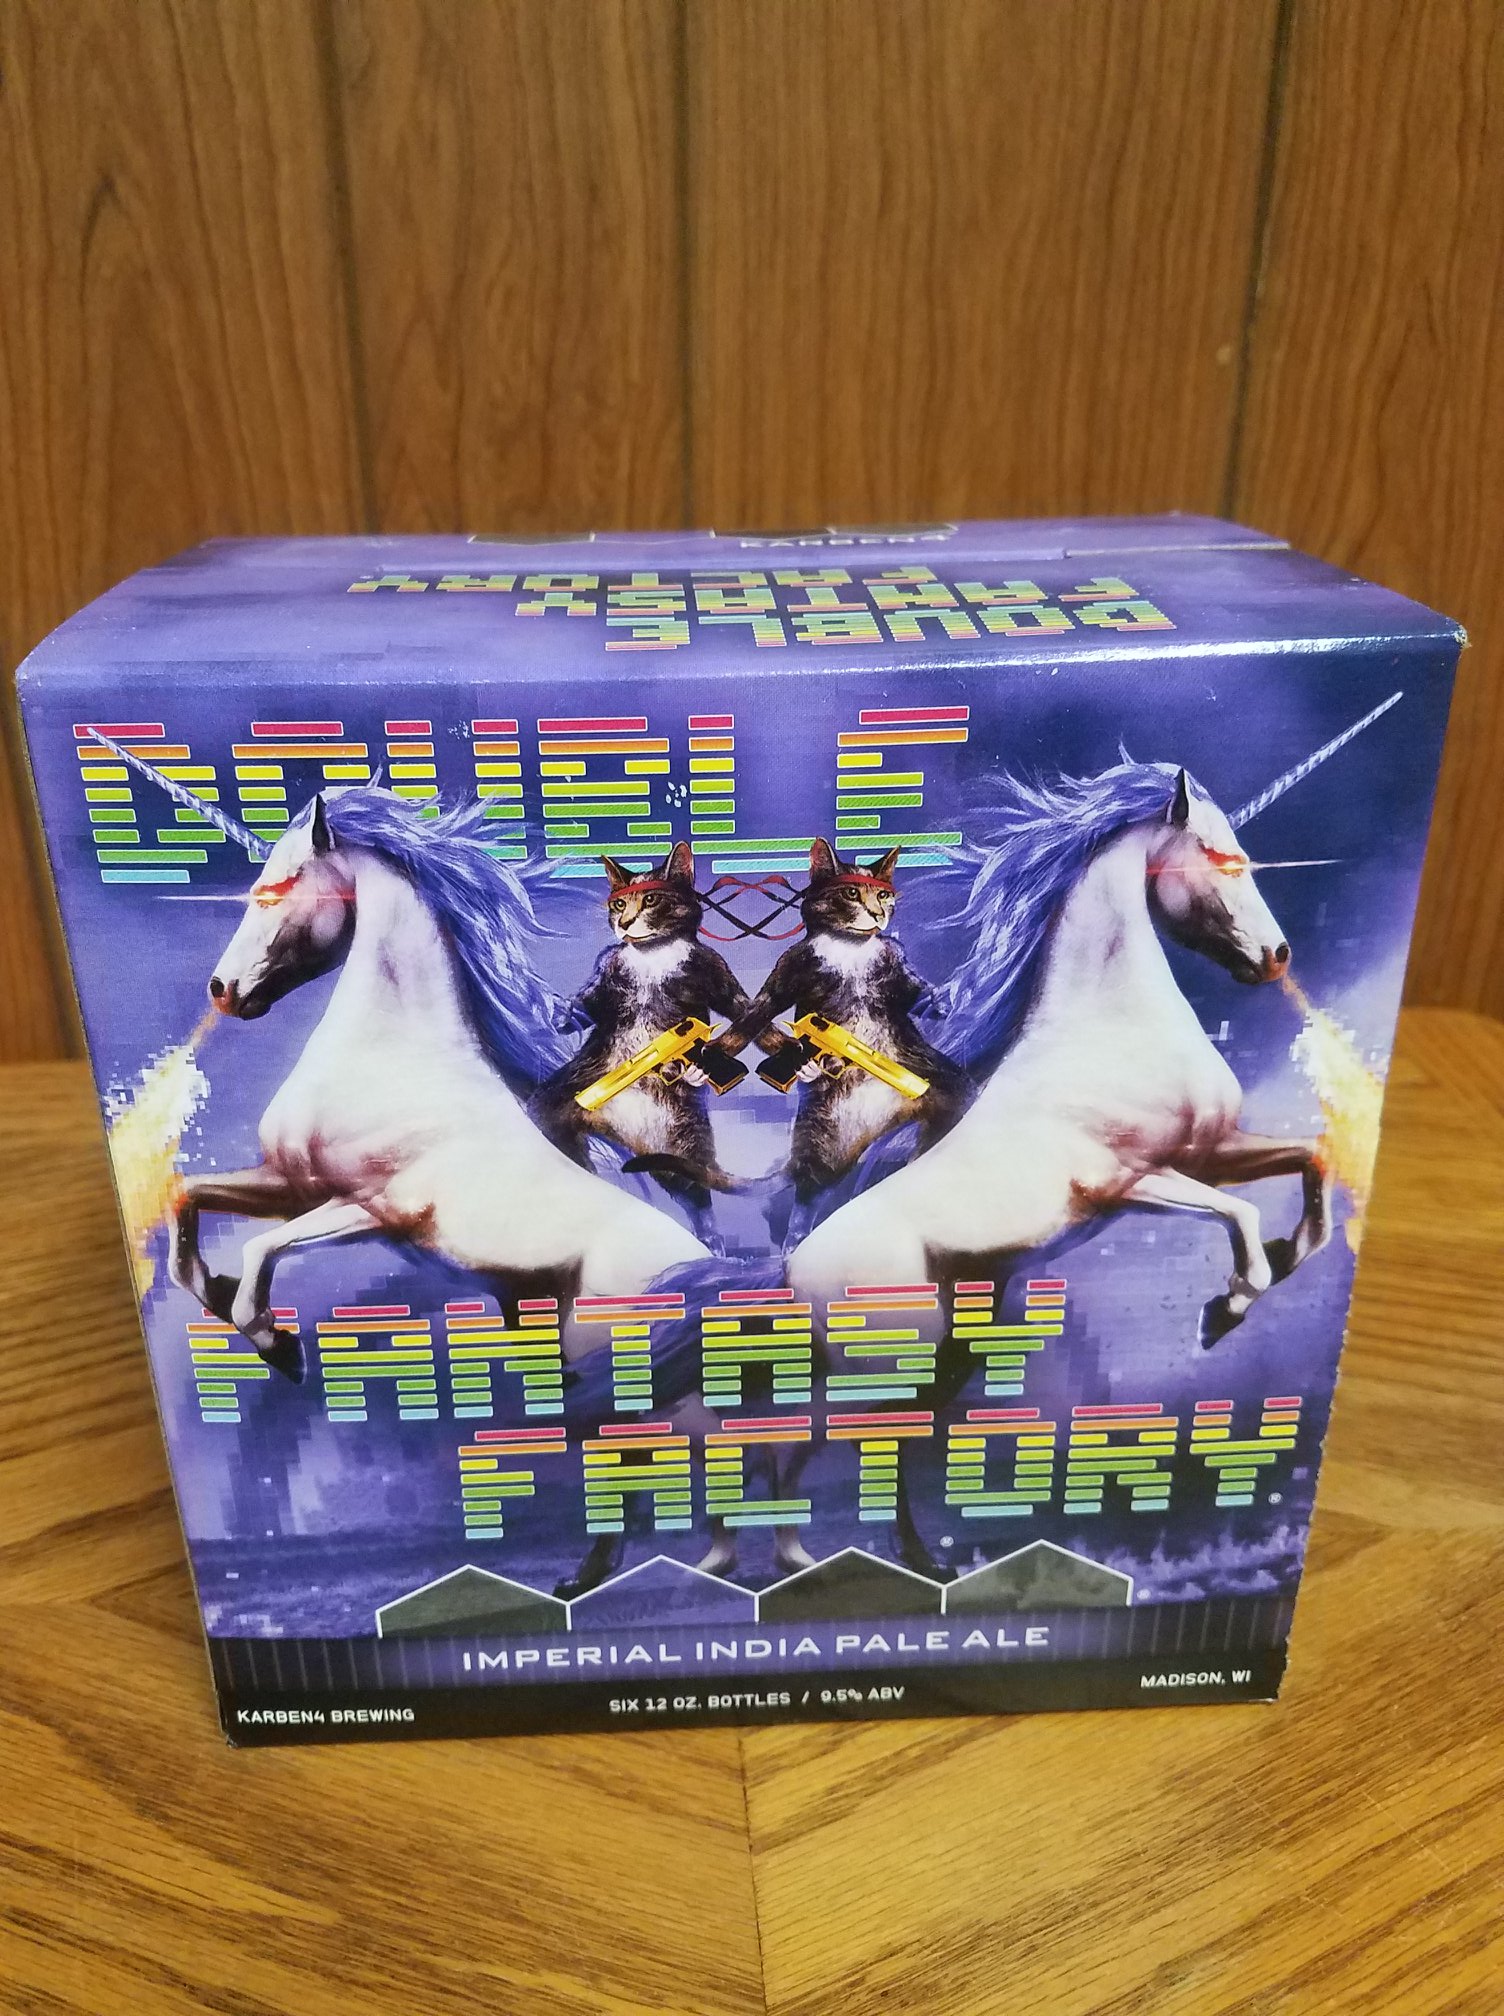 KARBEN4
DOUBLE
FANTASY
FACTORY
DOUBLE
FANTASY
FACTORY®
®
®
IMPERIAL INDIA PALE ALE
KARBEN4 BREWING
SIX 12 OZ. BOTTLES / 9.5% ABV
MADISON, WI